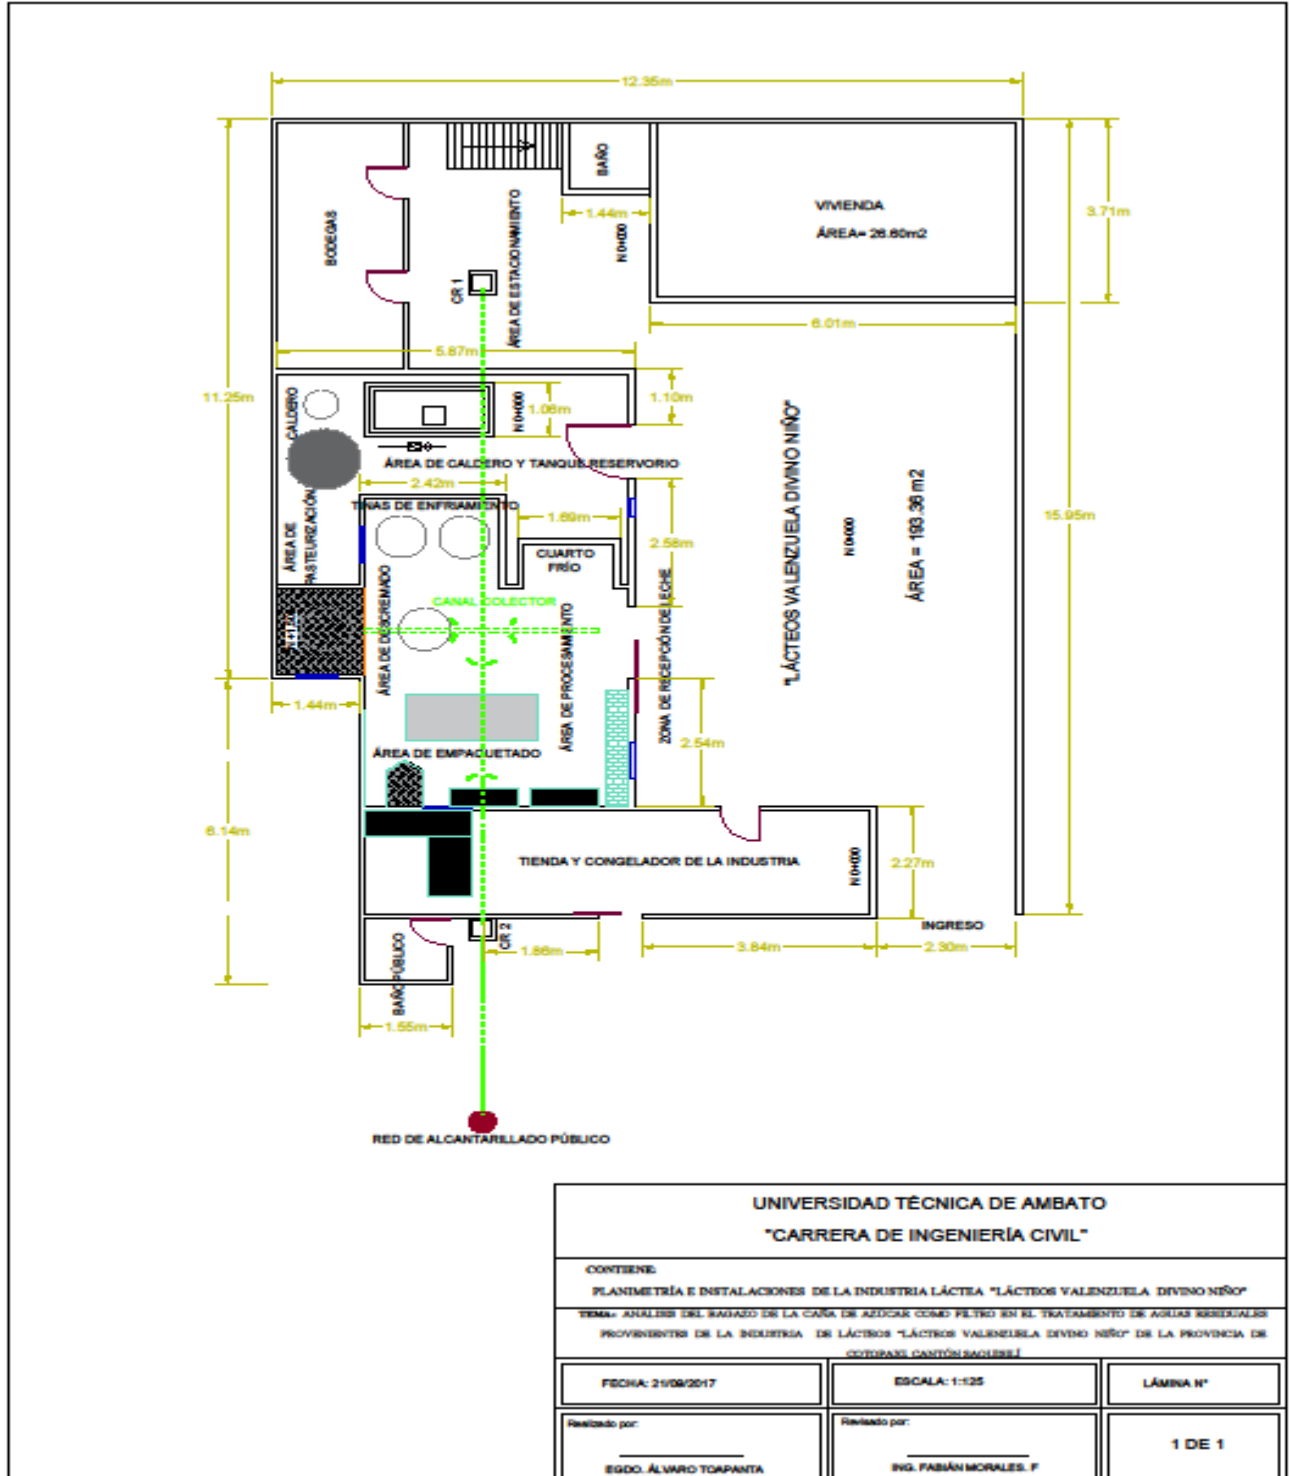 12.35m
11.25m
BODEGAS
ÁREA DE ESTACIONAMIENTO
BAÑO
1.44m
N 0+000
CR 1
VIVIENDA
ÁREA= 26.60m2
3.71m
6.01m
5.87m
CALDERO
N 0+000
1.06m
1.10m
ÁREA DE CALDERO Y TANQUE RESERVORIO
2.42m
TINAS DE ENFRIAMIENTO
1.69m
2.58m
ÁREA DE
PASTEURIZACIÓN
CUARTO
FRÍO
"LÁCTEOS VALENZUELA DIVINO NIÑO"
N 0+000
ÁREA = 193.36 m2
15.95m
CANAL COLECTOR
ÁREA DE DESCREMADO
ÁREA DE PROCESAMIENTO
ZONA DE RECEPCIÓN DE LECHE
1.44m
2.54m
ÁREA DE EMPAQUETADO
6.14m
TIENDA Y CONGELADOR DE LA INDUSTRIA
N 0+000
2.27m
INGRESO
CR 2
1.86m
3.84m
2.30m
BAÑO PÚBLICO
1.55m
RED DE ALCANTARILLADO PÚBLICO
UNIVERSIDAD TÉCNICA DE AMBATO
"CARRERA DE INGENIERÍA CIVIL"
CONTIENE:
PLANIMETRÍA E INSTALACIONES DE LA INDUSTRIA LÁCTEA "LÁCTEOS VALENZUELA DIVINO NIÑO"
TEMA: ANÁLISIS DEL BAGAZO DE LA CAÑA DE AZÚCAR COMO FILTRO EN EL TRATAMIENTO DE AGUAS RESIDUALES
PROVENIENTES DE LA INDUSTRIA DE LÁCTEOS "LÁCTEOS VALENZUELA DIVINO NIÑO" DE LA PROVINCIA DE
COTOPAXI, CANTÓN SAQUISILÍ
FECHA: 21/09/2017
ESCALA: 1:125
LÁMINA N°
Realizado por:
EGDO. ÁLVARO TOAPANTA
Revisado por:
ING. FABIÁN MORALES. F
1 DE 1